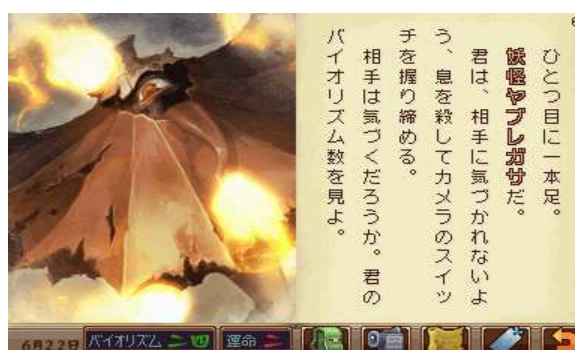 ひとつ目に一本足。
妖怪ヤブレガサだ。
君は、相手に気づかれないよ
う、息を殺してカメラのスイッ
チを握り締める。
相手は気づくだろうか。君の
バイオリズム数を見よ。
6月22日 バイオリズム 二四 運命 二